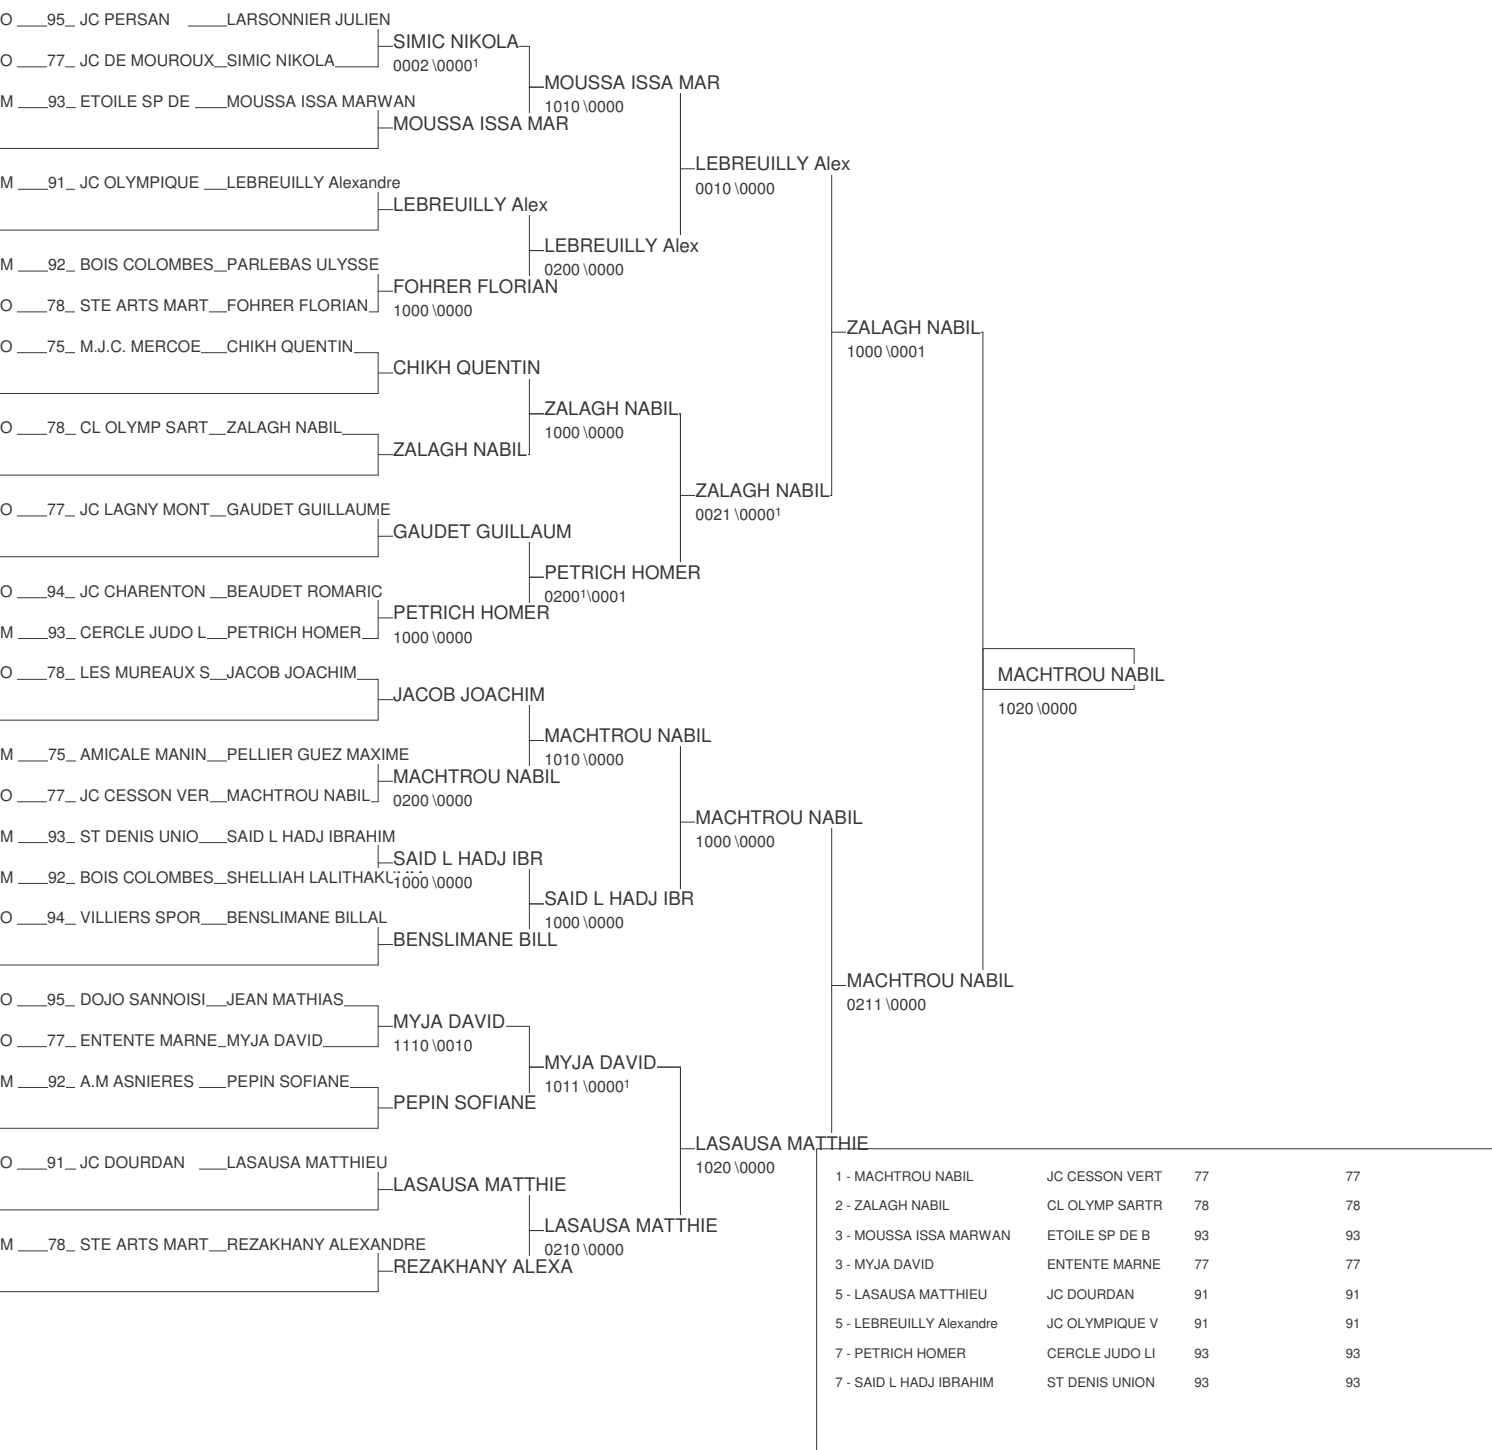 O ___95_ JC PERSAN ____LARSONNIER JULIEN
SIMIC NIKOLA
O ___77_ JC DE MOUROUX_SIMIC NIKOLA
0002 \0000¹
MOUSSA ISSA MAR
M ___93_ ETOILE SP DE ___MOUSSA ISSA MARWAN
1010 \0000
MOUSSA ISSA MAR
LEBREUILLY Alex
M ___91_ JC OLYMPIQUE __LEBREUILLY Alexandre
0010 \0000
LEBREUILLY Alex
LEBREUILLY Alex
M ___92_ BOIS COLOMBES_PARLEBAS ULYSSE
0200 \0000
FOHRER FLORIAN
O ___78_ STE ARTS MART__FOHRER FLORIAN
1000 \0000
ZALAGH NABIL
O ___75_ M.J.C. MERCOE___CHIKH QUENTIN
1000 \0001
CHIKH QUENTIN
ZALAGH NABIL
O ___78_ CL OLYMP SART__ZALAGH NABIL
1000 \0000
ZALAGH NABIL
ZALAGH NABIL
O ___77_ JC LAGNY MONT__GAUDET GUILLAUME
0021 \0000¹
GAUDET GUILLAUM
PETRICH HOMER
O ___94_ JC CHARENTON __BEAUDET ROMARIC
0200¹\0001
PETRICH HOMER
M ___93_ CERCLE JUDO L__PETRICH HOMER
1000 \0000
O ___78_ LES MUREAUX S__JACOB JOACHIM
MACHTROU NABIL
JACOB JOACHIM
1020 \0000
MACHTROU NABIL
M ___75_ AMICALE MANIN__PELLIER GUEZ MAXIME
1010 \0000
MACHTROU NABIL
O ___77_ JC CESSON VER__MACHTROU NABIL
0200 \0000
MACHTROU NABIL
M ___93_ ST DENIS UNIO___SAID L HADJ IBRAHIM
1000 \0000
SAID L HADJ IBR
M ___92_ BOIS COLOMBES_SHELLIAH
1000 \0000
SAID L HADJ IBR
O ___94_ VILLIERS SPOR___BENSLIMANE BILLAL
1000 \0000
BENSLIMANE BILL
MACHTROU NABIL
O ___95_ DOJO SANNOISI__JEAN MATHIAS
0211 \0000
MYJA DAVID
O ___77_ ENTENTE MARNE_MYJA DAVID
1110 \0010
MYJA DAVID
M ___92_ A.M ASNIERES ___PEPIN SOFIANE
1011 \0000¹
PEPIN SOFIANE
LASAUSA MATTHIE
O ___91_ JC DOURDAN ___LASAUSA MATTHIEU
1020 \0000
LASAUSA MATTHIE
LASAUSA MATTHIE
M ___78_ STE ARTS MART__REZAKHANY ALEXANDRE
0210 \0000
REZAKHANY ALEXA
1 - MACHTROU NABIL JC CESSON VERT 77 77
2 - ZALAGH NABIL CL OLYMP SARTR 78 78
3 - MOUSSA ISSA MARWAN ETOILE SP DE B 93 93
3 - MYJA DAVID ENTENTE MARNE 77 77
5 - LASAUSA MATTHIEU JC DOURDAN 91 91
5 - LEBREUILLY Alexandre JC OLYMPIQUE V 91 91
7 - PETRICH HOMER CERCLE JUDO LI 93 93
7 - SAID L HADJ IBRAHIM ST DENIS UNION 93 93